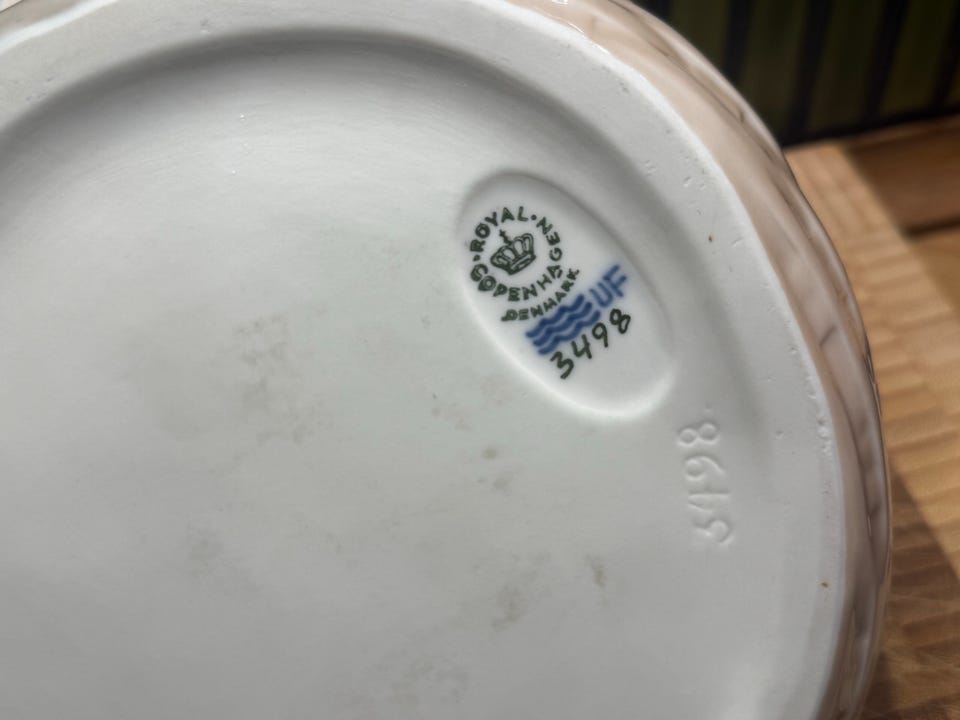 ROYAL · COPENHAGEN ·
DENMARK
UF
3498
3498